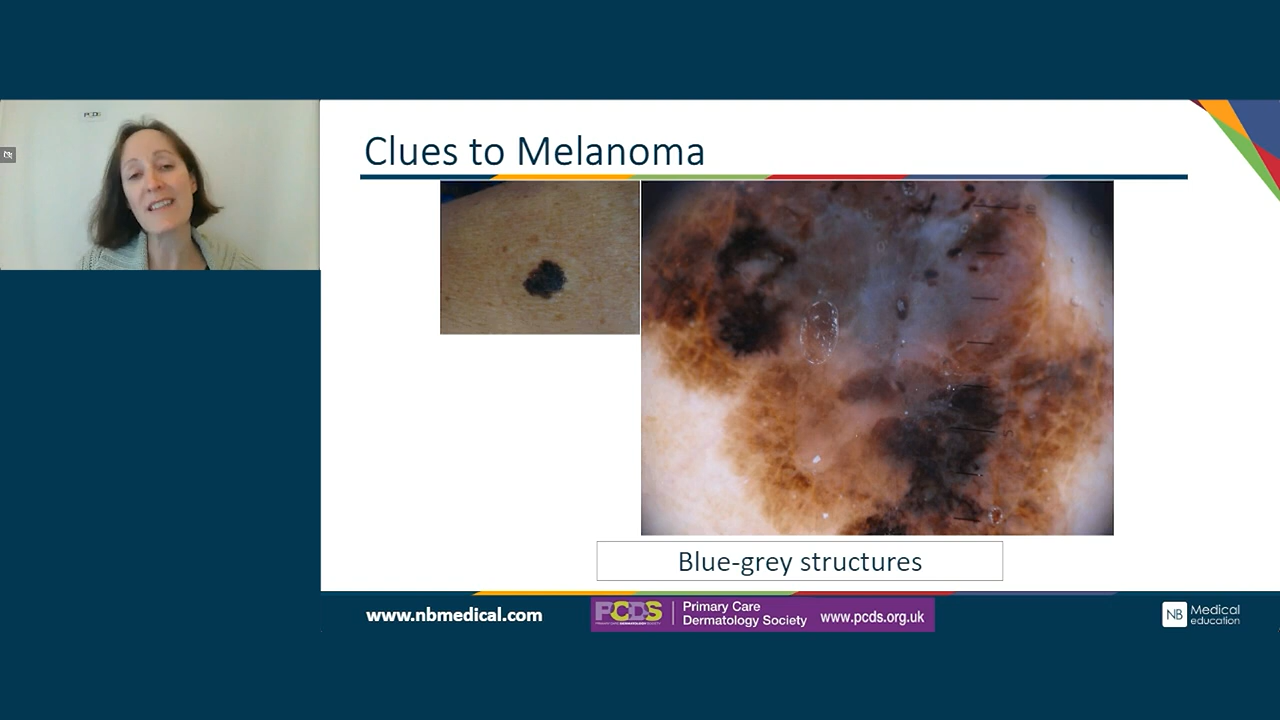 PCDS
Clues to Melanoma
Blue-grey structures
www.nbmedical.com
PCDS
Primary Care
Dermatology Society
www.pcds.org.uk
NB
Medical
education